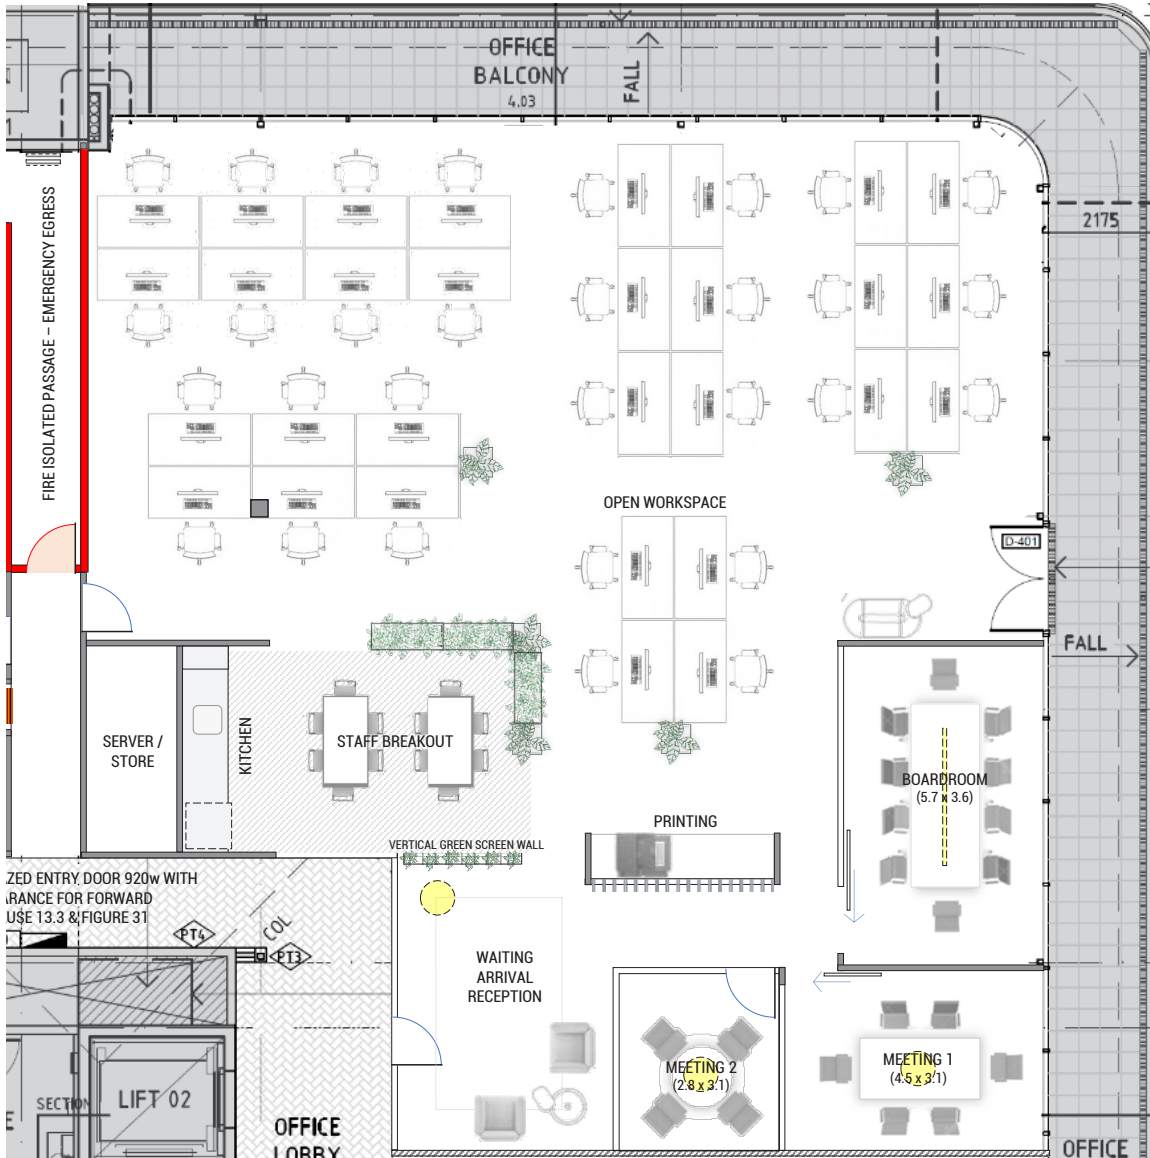 OFFICE
BALCONY
4.03
FALL
2175
FIRE ISOLATED PASSAGE - EMERGENCY EGRESS
OPEN WORKSPACE
D-401
FALL
SERVER /
STORE
KITCHEN
STAFF BREAKOUT
BOARDROOM
(5.7 x 3.6)
PRINTING
VERTICAL GREEN SCREEN WALL
ZED ENTRY DOOR 920w WITH
ARANCE FOR FORWARD
USE 13.3 & FIGURE 31
PT4
COL
PT3
WAITING
ARRIVAL
RECEPTION
MEETING 2
(2.8 x 3.1)
MEETING 1
(4.5 x 3.1)
SECTION
LIFT 02
OFFICE
LOBBY
OFFICE